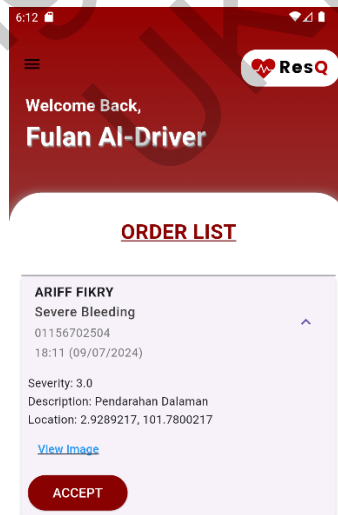 6:12
ResQ
Welcome Back,
Fulan Al-Driver
ORDER LIST
ARIFF FIKRY
Severe Bleeding
01156702504
18:11 (09/07/2024)
Severity: 3.0
Description: Pendarahan Dalaman
Location: 2.9289217, 101.7800217
View Image
ACCEPT